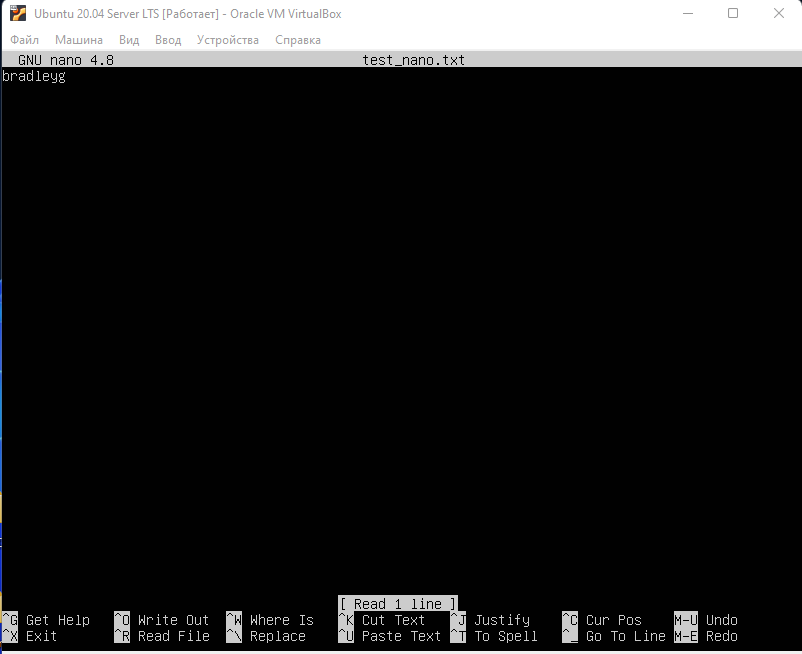 Ubuntu 20.04 Server LTS [Работает] - Oracle VM VirtualBox
Файл Машина Вид Ввод Устройства Справка
GNU nano 4.8 test_nano.txt
bradleyg
[ Read 1 line ]
^G Get Help ^O Write Out ^W Where Is ^K Cut Text ^J Justify ^C Cur Pos M-U Undo
^X Exit ^R Read File ^\ Replace ^U Paste Text ^T To Spell ^_ Go To Line M-E Redo